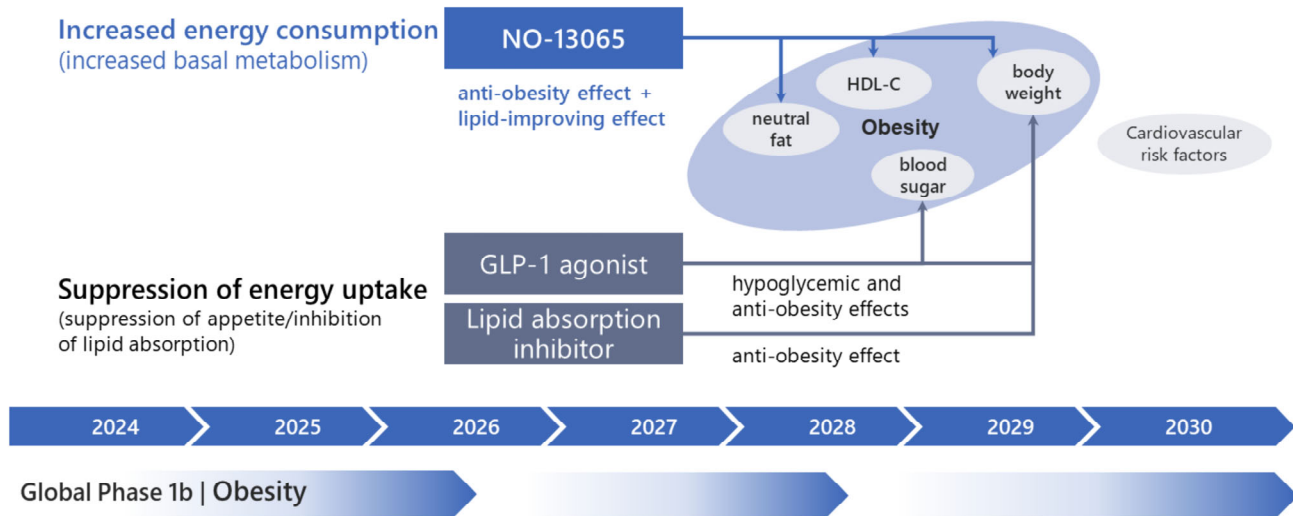 Increased energy consumption
(increased basal metabolism)
NO-13065
anti-obesity effect +
lipid-improving effect
HDL-C
body
weight
neutral
fat
Obesity
blood
sugar
Cardiovascular
risk factors
Suppression of energy uptake
(suppression of appetite/inhibition
of lipid absorption)
GLP-1 agonist
hypoglycemic and
anti-obesity effects
Lipid absorption
inhibitor
anti-obesity effect
2024 2025 2026 2027 2028 2029 2030
Global Phase 1b | Obesity